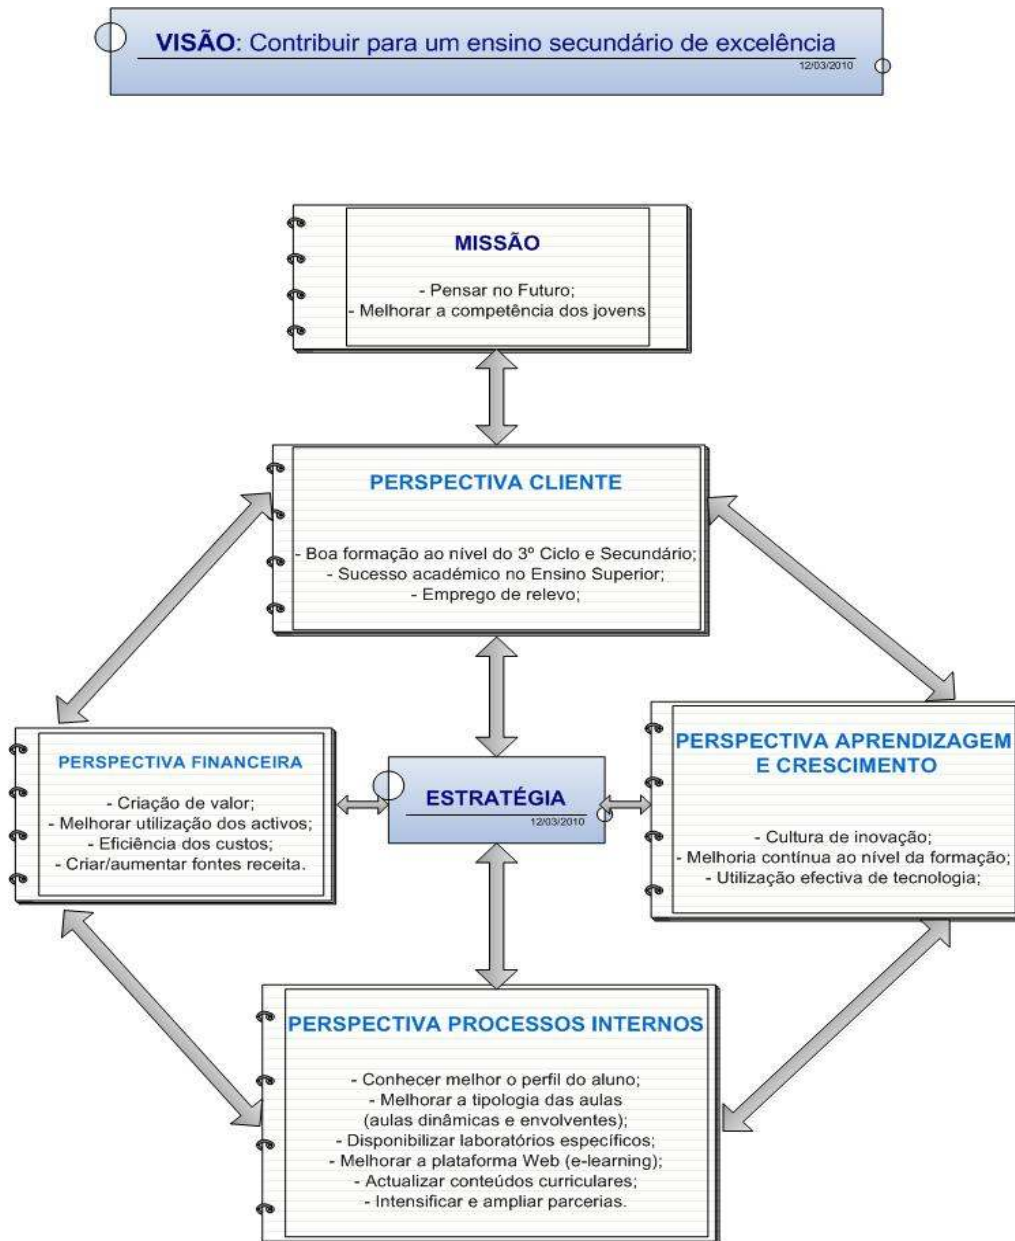 VISÃO: Contribuir para um ensino secundário de excelência
12/03/2010
MISSÃO
- Pensar no Futuro;
- Melhorar a competência dos jovens
PERSPECTIVA CLIENTE
- Boa formação ao nível do 3º Ciclo e Secundário;
- Sucesso académico no Ensino Superior;
- Emprego de relevo;
PERSPECTIVA FINANCEIRA
- Criação de valor;
- Melhorar utilização dos activos;
- Eficiência dos custos;
- Criar/aumentar fontes receita.
ESTRATÉGIA
12/03/2010
PERSPECTIVA APRENDIZAGEM
E CRESCIMENTO
- Cultura de inovação;
- Melhoria contínua ao nível da formação;
- Utilização efectiva de tecnologia;
PERSPECTIVA PROCESSOS INTERNOS
- Conhecer melhor o perfil do aluno;
- Melhorar a tipologia das aulas
(aulas dinâmicas e envolventes);
- Disponibilizar laboratórios específicos;
- Melhorar a plataforma Web (e-learning);
- Actualizar conteúdos curriculares;
- Intensificar e ampliar parcerias.